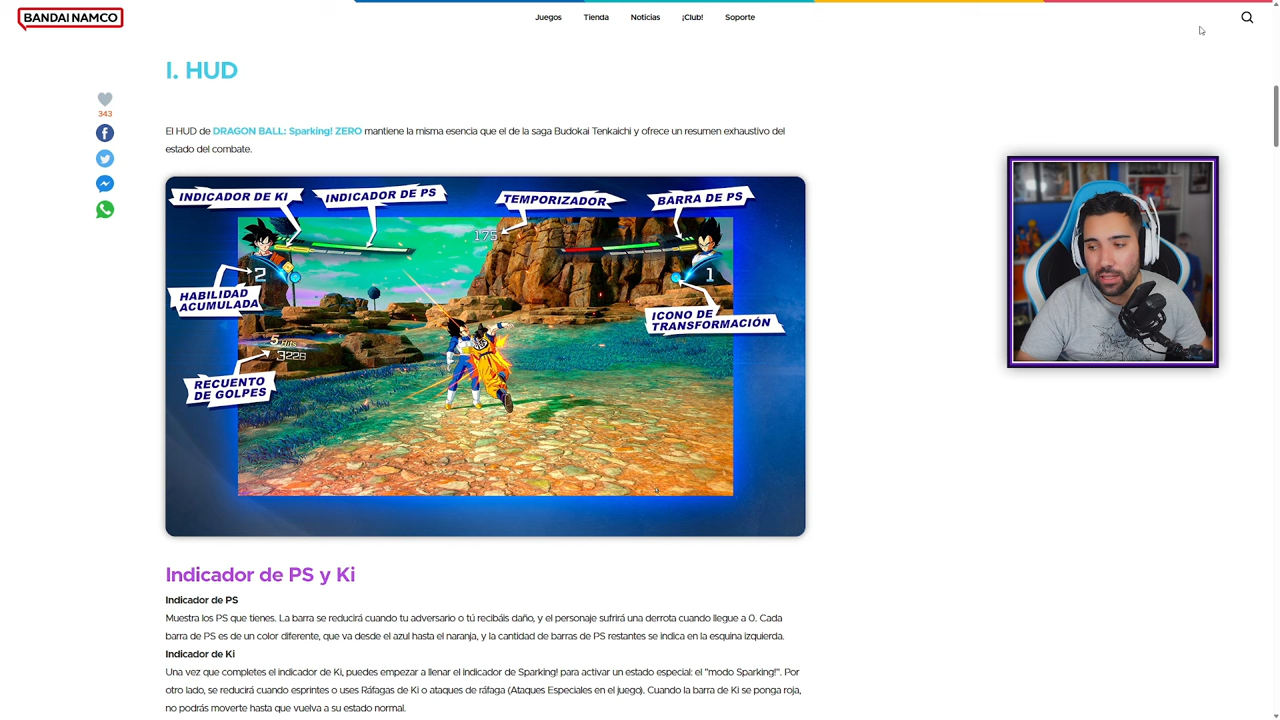 BANDAI NAMCO
Juegos Tienda Noticias ¡Club! Soporte
I. HUD
343
El HUD de DRAGON BALL: Sparking! ZERO mantiene la misma esencia que el de la saga Budokai Tenkaichi y ofrece un resumen exhaustivo del
estado del combate.
INDICADOR DE KI
INDICADOR DE PS
TEMPORIZADOR
BARRA DE PS
175
2
1
HABILIDAD
ACUMULADA
ICONO DE
TRANSFORMACIÓN
5 Hits
3226
RECUENTO
DE GOLPES
Indicador de PS y Ki
Indicador de PS
Muestra los PS que tienes. La barra se reducirá cuando tu adversario o tú recibáis daño, y el personaje sufrirá una derrota cuando llegue a 0. Cada
barra de PS es de un color diferente, que va desde el azul hasta el naranja, y la cantidad de barras de PS restantes se indica en la esquina izquierda.
Indicador de Ki
Una vez que completes el indicador de Ki, puedes empezar a llenar el indicador de Sparking! para activar un estado especial: el "modo Sparking!". Por
otro lado, se reducirá cuando esprintes o uses Ráfagas de Ki o ataques de ráfaga (Ataques Especiales en el juego). Cuando la barra de Ki se ponga roja,
no podrás moverte hasta que vuelva a su estado normal.